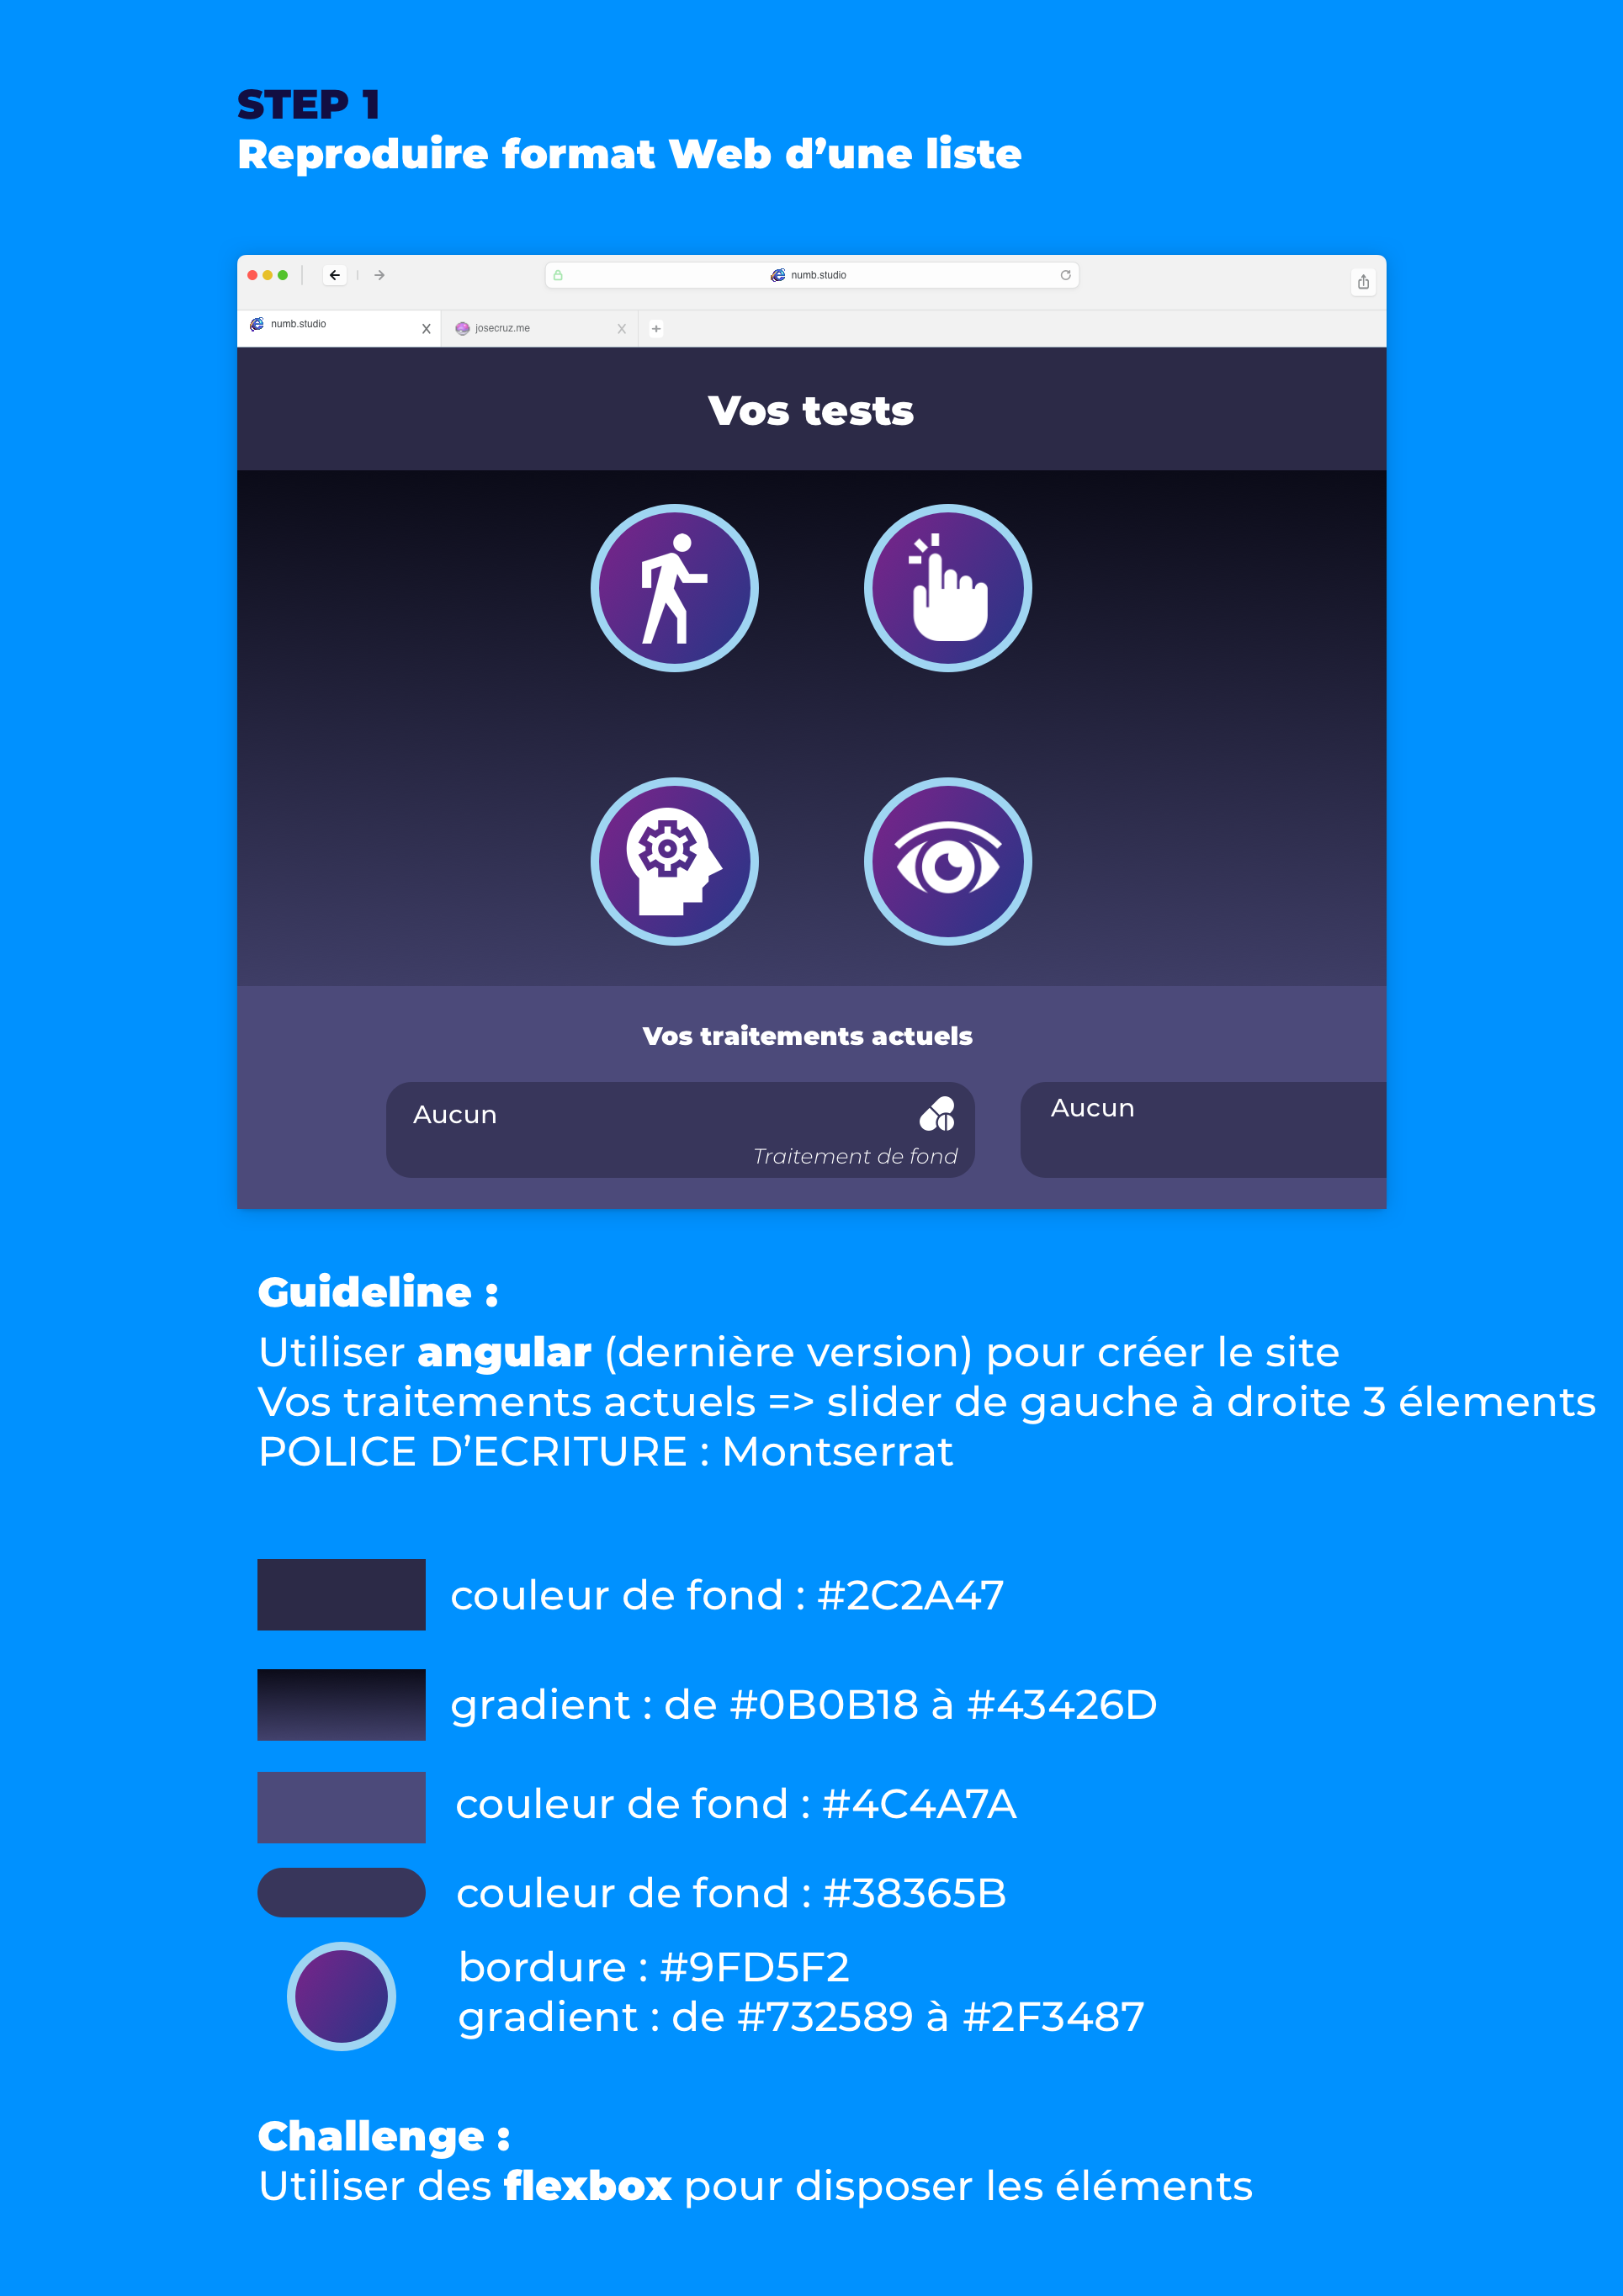 STEP 1
Reproduire format Web d’une liste
numb.studio
numb.studio
X
josecruz.me
X
+
Vos tests
Vos traitements actuels
Aucun
Traitement de fond
Aucun
Guideline :
Utiliser angular (dernière version) pour créer le site
Vos traitements actuels => slider de gauche à droite 3 élements
POLICE D’ECRITURE : Montserrat
couleur de fond : #2C2A47
gradient : de #0B0B18 à #43426D
couleur de fond : #4C4A7A
couleur de fond : #38365B
bordure : #9FD5F2
gradient : de #732589 à #2F3487
Challenge :
Utiliser des flexbox pour disposer les éléments